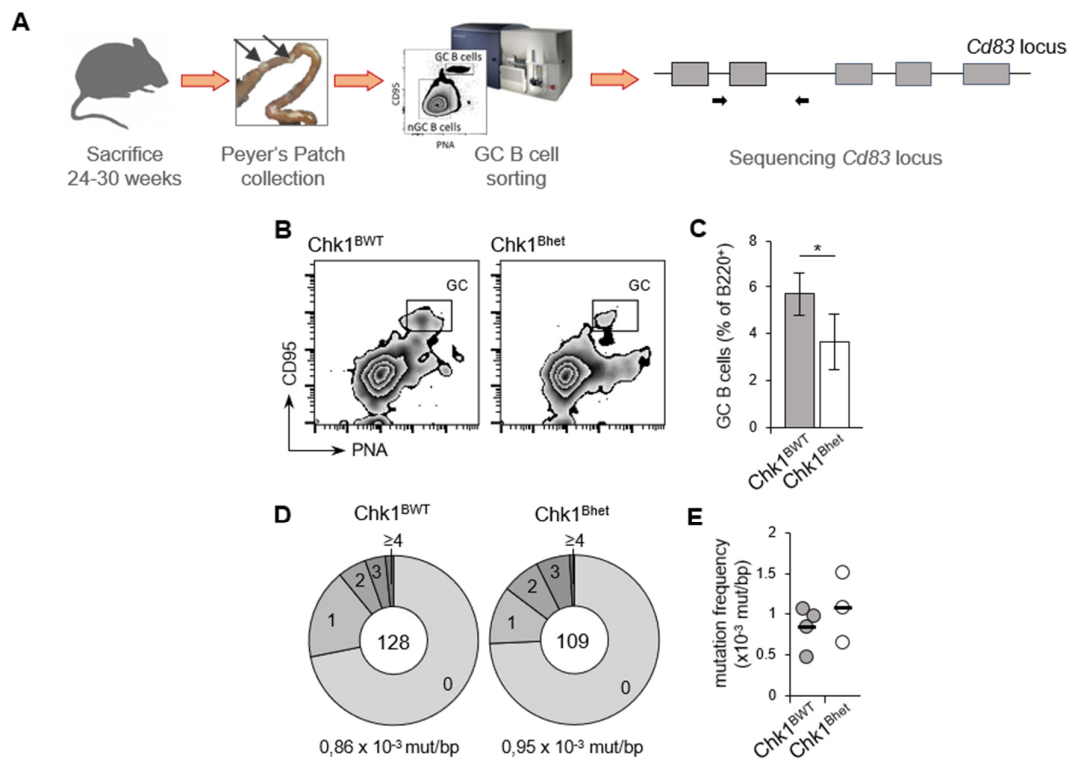 A
Cd83 locus
GC B cells
CD95
nGC B cells
PNA
Sacrifice
24-30 weeks
Peyer's Patch
collection
GC B cell
sorting
Sequencing Cd83 locus
B
Chk1BWT
Chk1Bhet
GC
GC
CD95
PNA
C
GC B cells (% of B220+)
8
6
4
2
0
*
Chk1BWT
Chk1Bhet
D
Chk1BWT
Chk1Bhet
≥4
3
2
1
0
128
≥4
3
2
1
0
109
0,86 x 10-3 mut/bp
0,95 x 10-3 mut/bp
E
mutation frequency
(x10-3 mut/bp)
2
1.5
1
0.5
0
Chk1BWT
Chk1Bhet